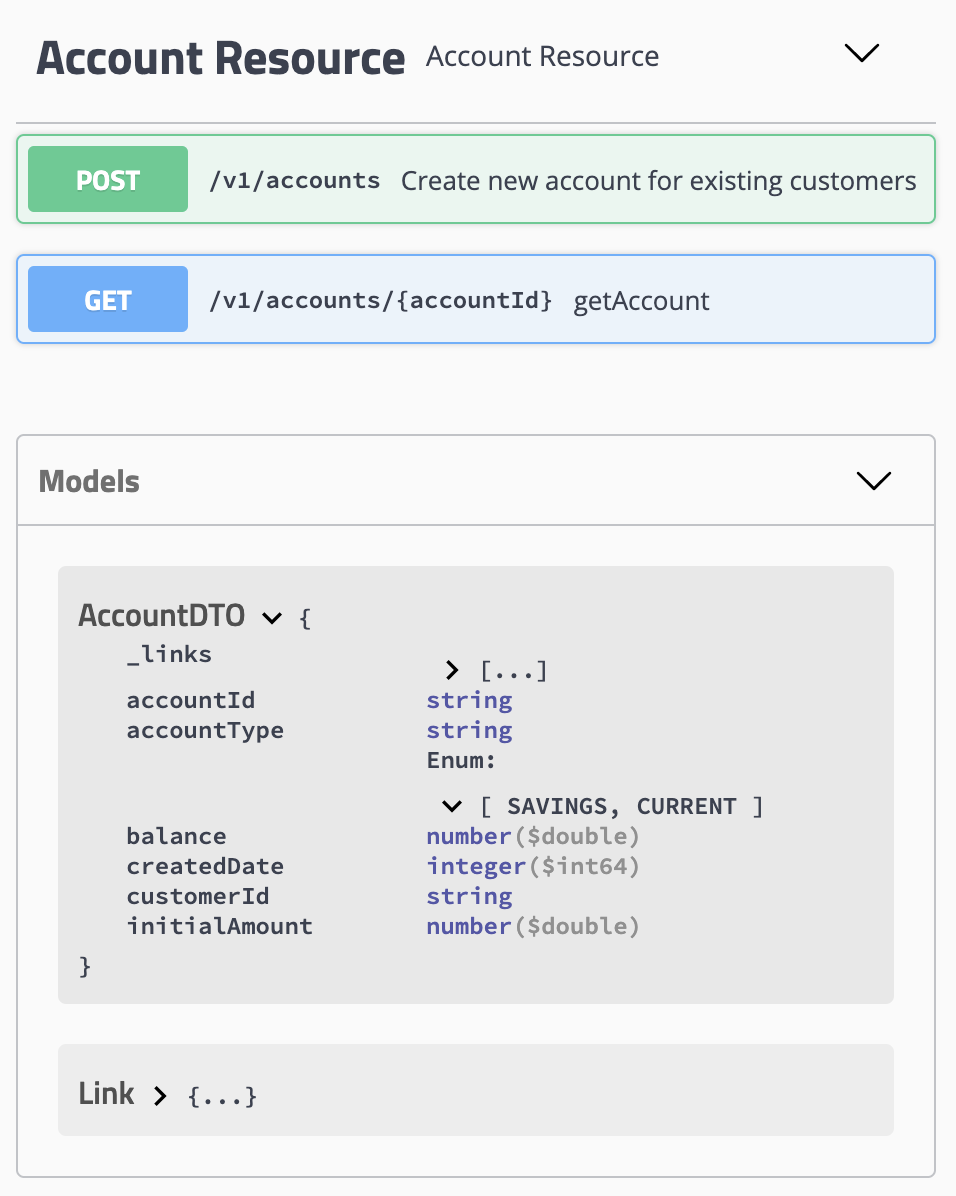 Account Resource Account Resource
POST /v1/accounts Create new account for existing customers
GET /v1/accounts/{accountId} getAccount
Models
AccountDTO {
_links
[...]
accountId string
accountType string
Enum:
[ SAVINGS, CURRENT ]
balance number($double)
createdDate integer($int64)
customerId string
initialAmount number($double)
}
Link {...}